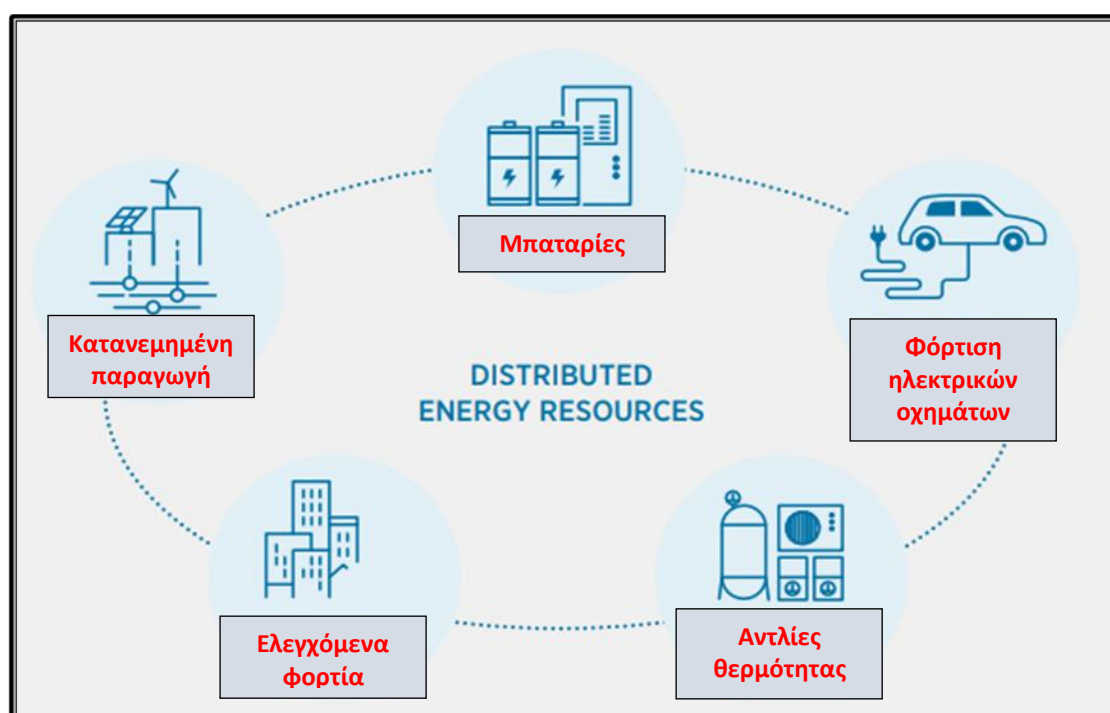 Μπαταρίες
Κατανεμημένη
παραγωγή
Φόρτιση
ηλεκτρικών
οχημάτων
DISTRIBUTED
ENERGY RESOURCES
Ελεγχόμενα
φορτία
Αντλίες
θερμότητας